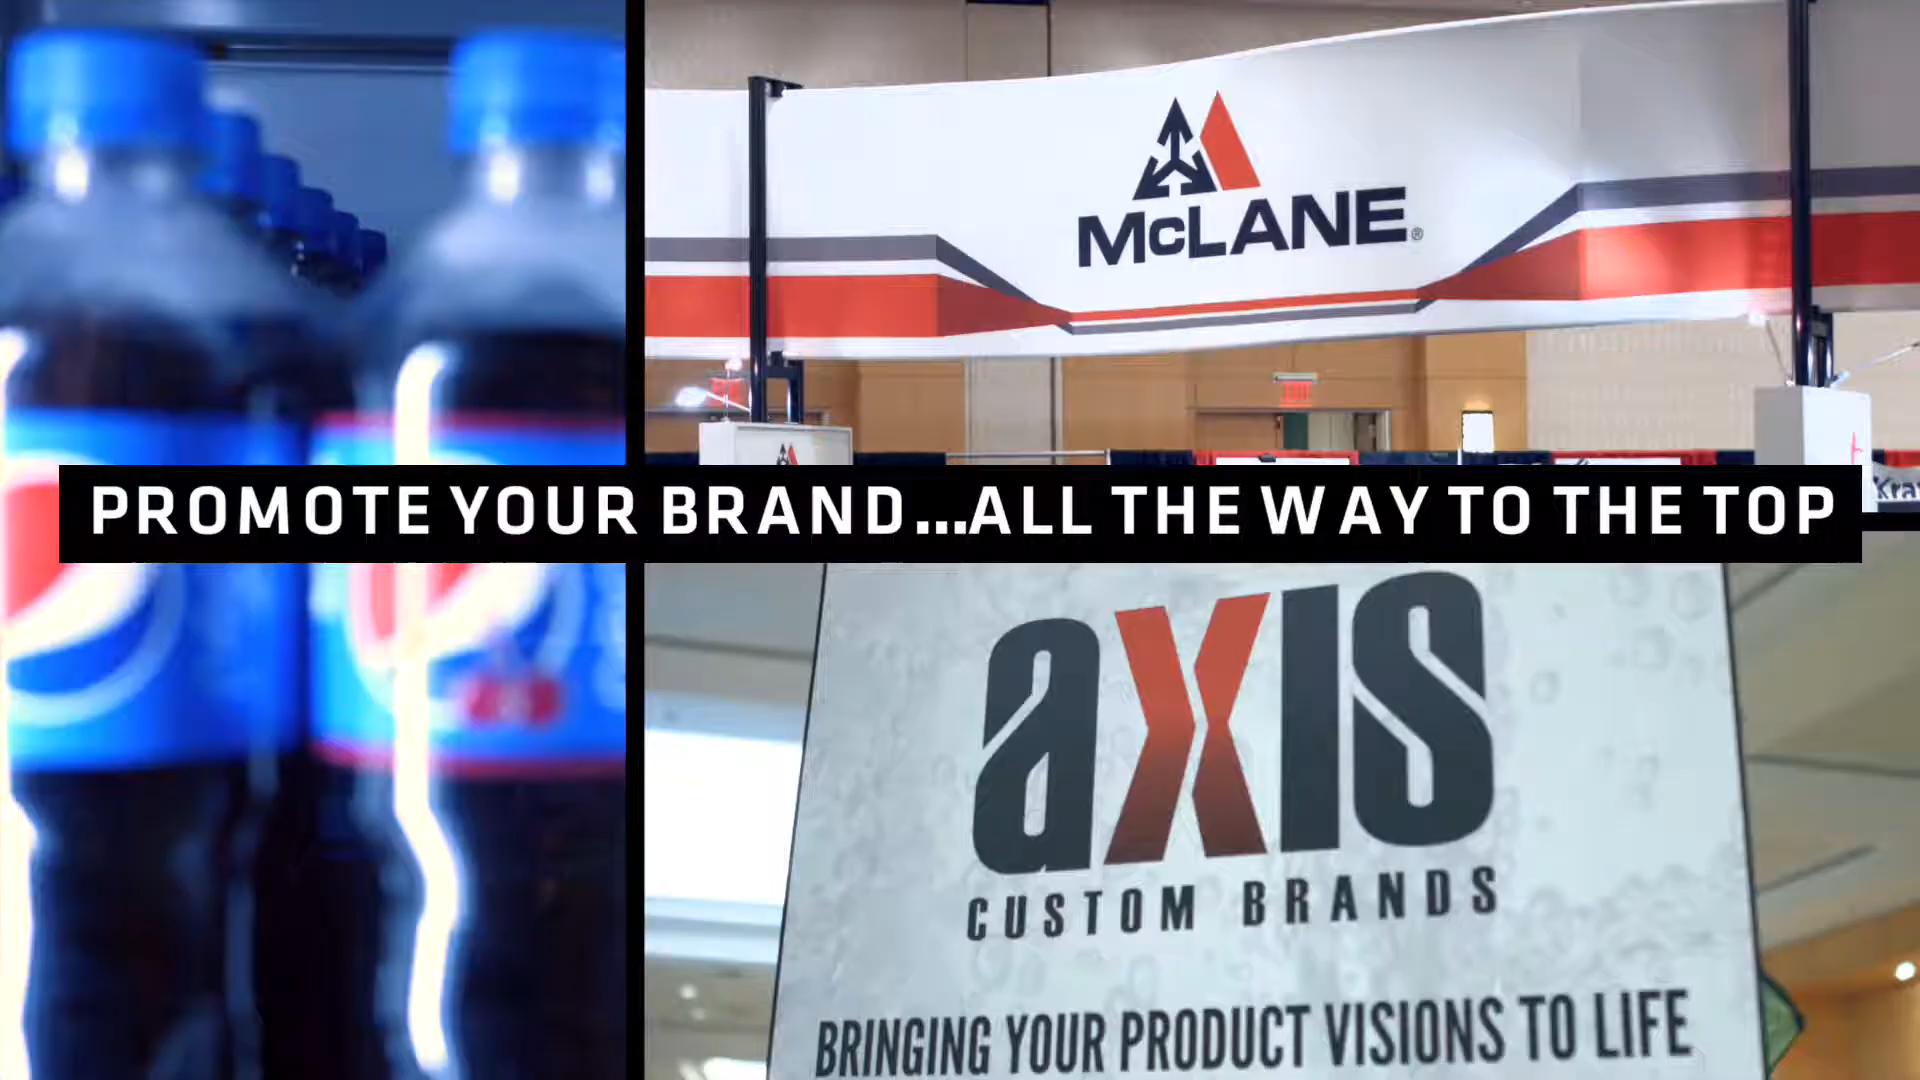 McLANE®
PROMOTE YOUR BRAND...ALL THE WAY TO THE TOP
axis
CUSTOM BRANDS
BRINGING YOUR PRODUCT VISIONS TO LIFE